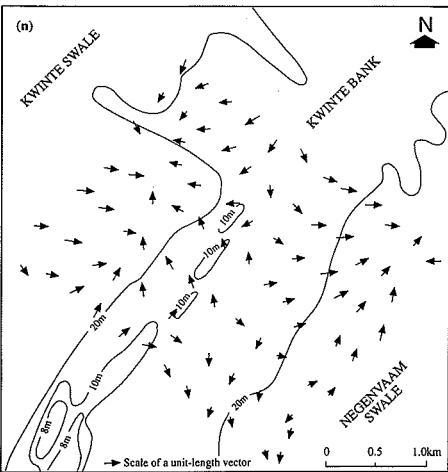 (n)
N
KWINTE SWALE
KWINTE BANK
10m
10m
10m
20m
10m
8m
8m
20m
NEGENVAAM
SWALE
Scale of a unit-length vector
0 0.5 1.0km